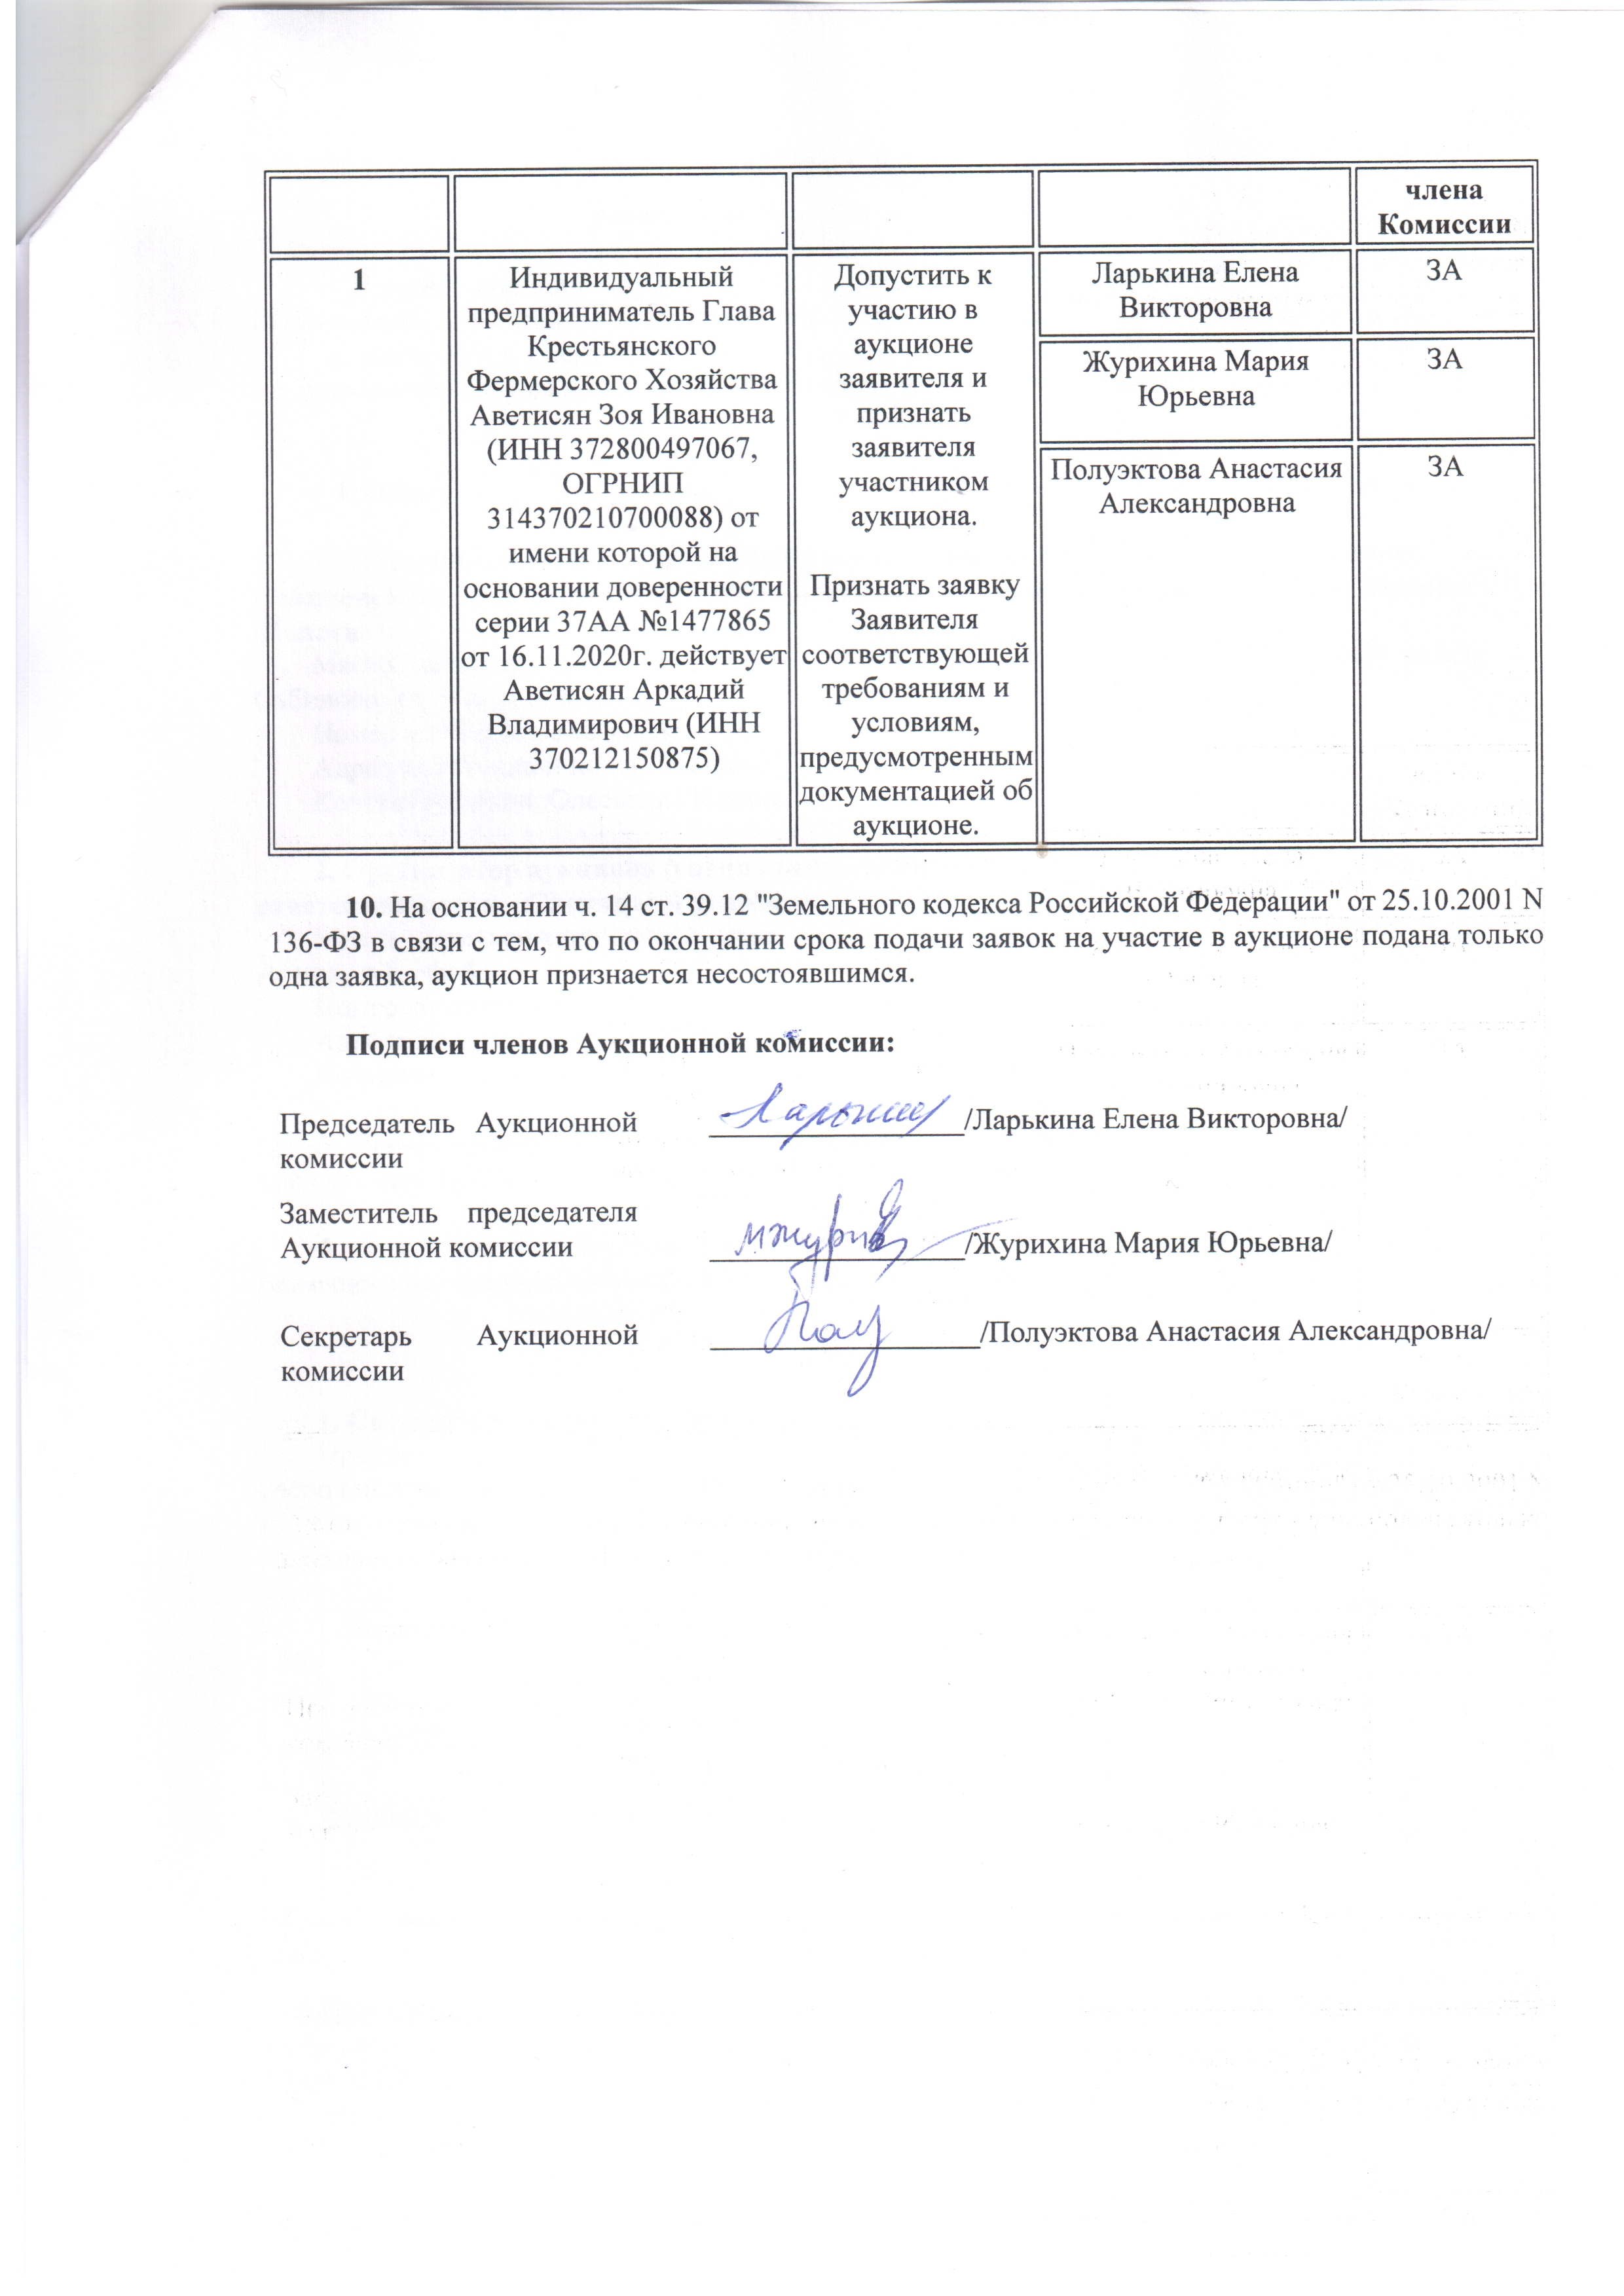 члена
Комиссии
1
Индивидуальный
предприниматель Глава
Крестьянского
Фермерского Хозяйства
Аветисян Зоя Ивановна
(ИНН 372800497067,
ОГРНИП
314370210700088) от
имени которой на
основании доверенности
серии 37АА №1477865
от 16.11.2020г. действует
Аветисян Аркадий
Владимирович (ИНН
370212150875)
Допустить к
участию в
аукционе
заявителя и
признать
заявителя
участником
аукциона.
Признать заявку
Заявителя
соответствующей
требованиям и
условиям,
предусмотренным
документацией об
аукционе.
Ларькина Елена
Викторовна
ЗА
Журихина Мария
Юрьевна
ЗА
Полуэктова Анастасия
Александровна
ЗА
10. На основании ч. 14 ст. 39.12 "Земельного кодекса Российской Федерации" от 25.10.2001 N
136-ФЗ в связи с тем, что по окончании срока подачи заявок на участие в аукционе подана только
одна заявка, аукцион признается несостоявшимся.
Подписи членов Аукционной комиссии:
Председатель Аукционной
комиссии
/Ларькина Елена Викторовна/
Заместитель председателя
Аукционной комиссии
/Журихина Мария Юрьевна/
Секретарь Аукционной
комиссии
/Полуэктова Анастасия Александровна/